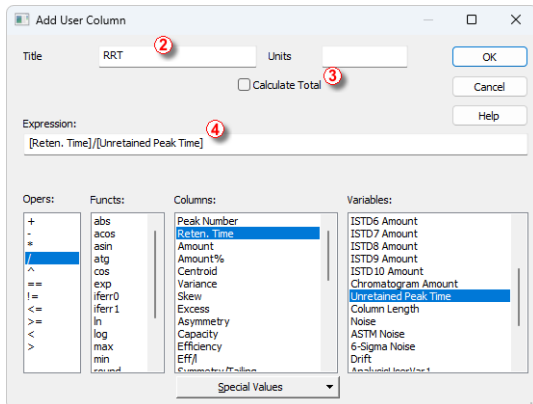 Add User Column
Title RRT Units OK
2
Calculate Total 3 Cancel
Help
Expression: 4
[Reten. Time]/[Unretained Peak Time]
Opers: Functs: Columns: Variables:
+ abs Peak Number ISTD6 Amount
- acos Reten. Time ISTD7 Amount
* asin Amount ISTD8 Amount
/ atg Amount% ISTD9 Amount
^ cos Centroid ISTD10 Amount
== exp Variance Chromatogram Amount
!= iferr0 Skew Unretained Peak Time
<= iferr1 Excess Column Length
>= ln Asymmetry Noise
< log Capacity ASTM Noise
> max Efficiency 6-Sigma Noise
min Eff/l Drift
round Symmetry/Tailing AnalysisUserVar1
Special Values